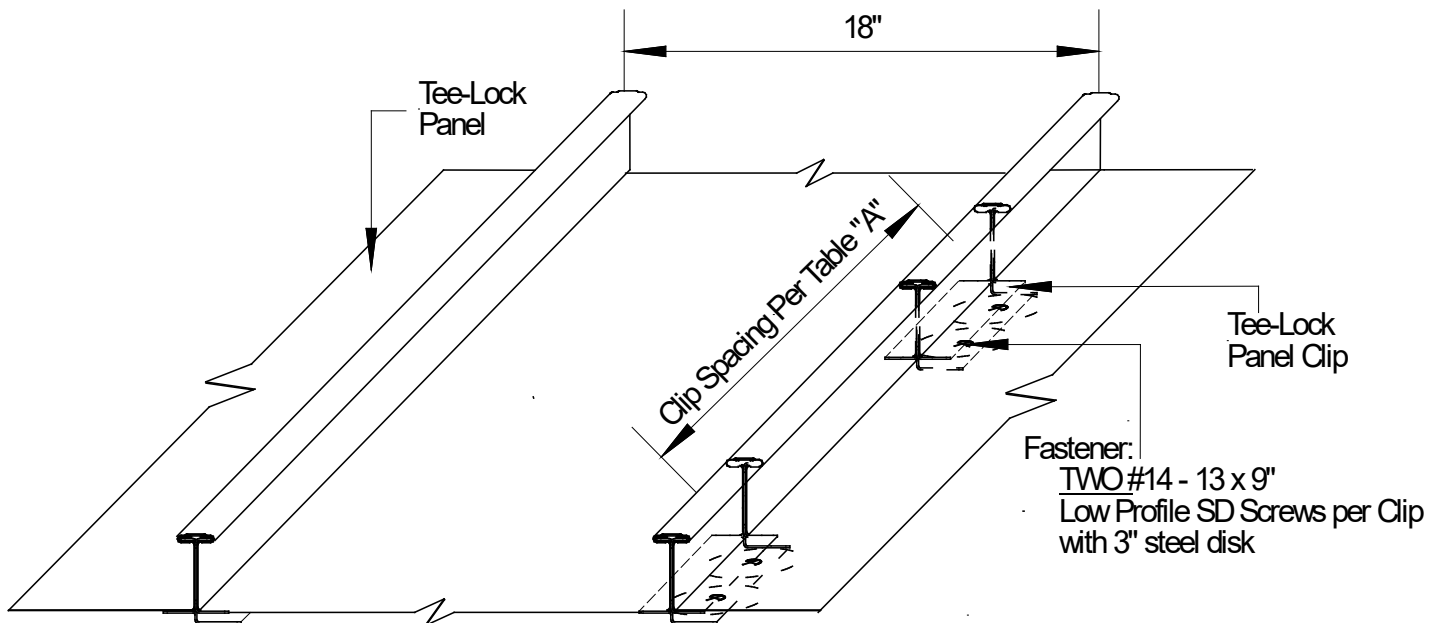 18"
Tee-Lock
Panel
Clip Spacing Per Table "A"
Tee-Lock
Panel Clip
Fastener:
TWO #14 - 13 x 9"
Low Profile SD Screws per Clip
with 3" steel disk